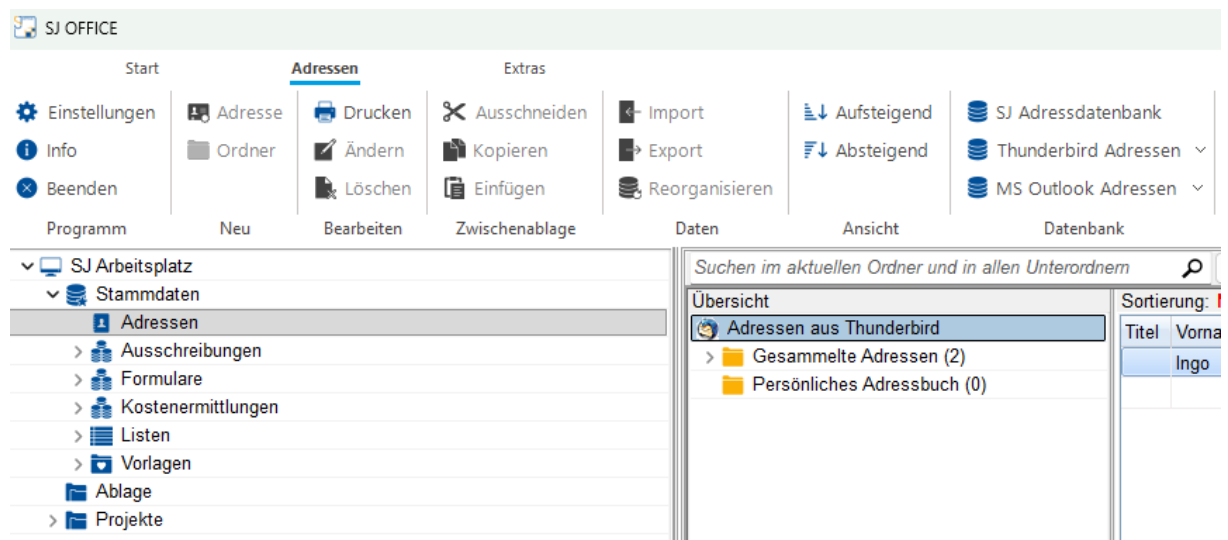 SJ OFFICE
Start Adressen Extras
Einstellungen Adresse Drucken Ausschneiden Import Aufsteigend SJ Adressdatenbank
Info Ordner Ändern Kopieren Export Absteigend Thunderbird Adressen
Beenden Löschen Einfügen Reorganisieren MS Outlook Adressen
Programm Neu Bearbeiten Zwischenablage Daten Ansicht Datenbank
SJ Arbeitsplatz
Stammdaten
Adressen
Ausschreibungen
Formulare
Kostenermittlungen
Listen
Vorlagen
Ablage
Projekte
Suchen im aktuellen Ordner und in allen Unterordnern
Übersicht
Adressen aus Thunderbird
Gesammelte Adressen (2)
Persönliches Adressbuch (0)
Sortierung:
Titel Vorna
Ingo